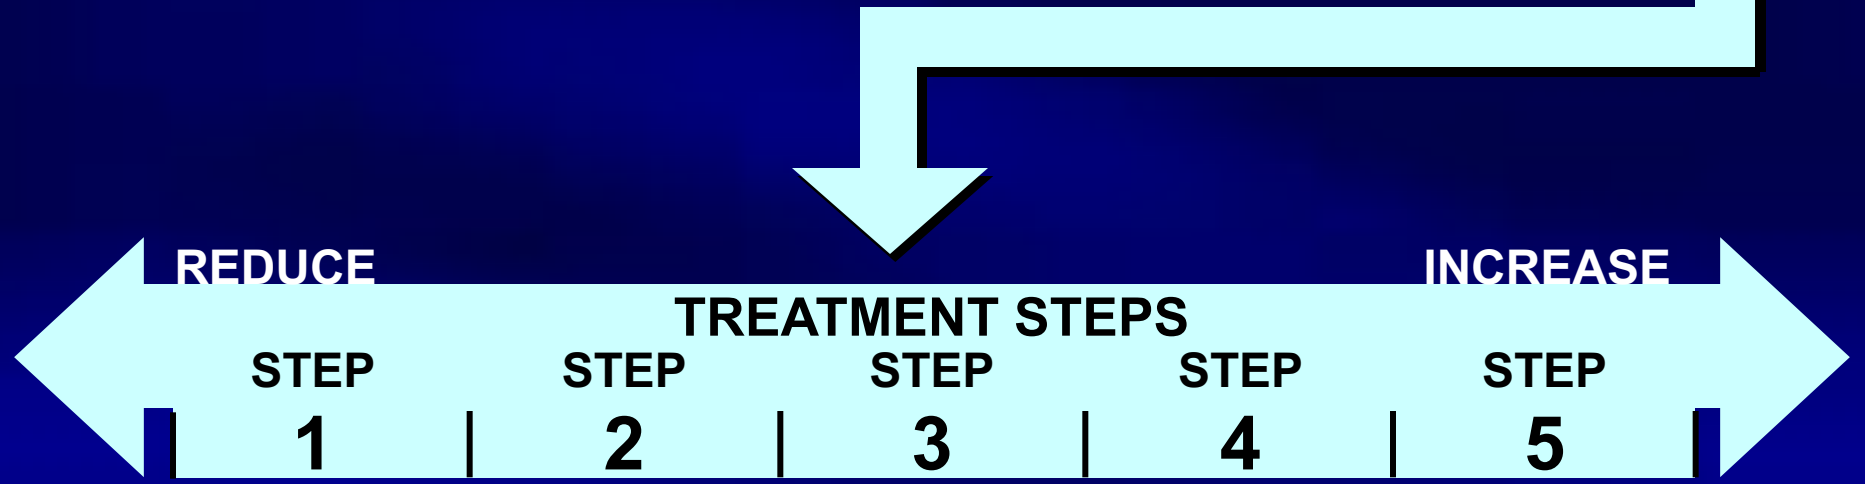 REDUCE INCREASE
TREATMENT STEPS
STEP STEP STEP STEP STEP
1 2 3 4 5